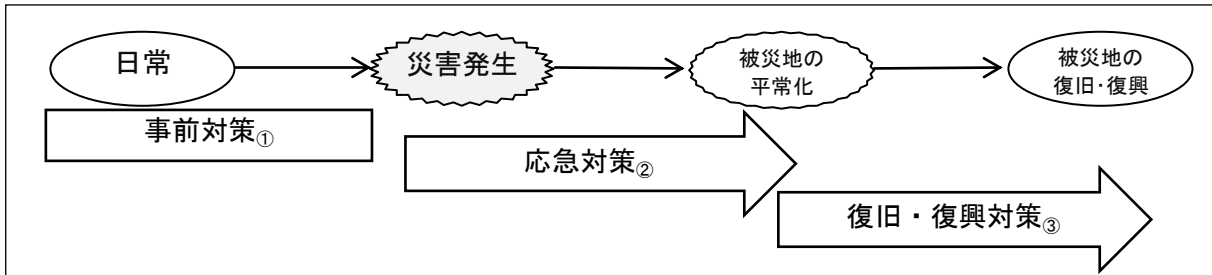 日常
災害発生
被災地の
平常化
被災地の
復旧・復興
事前対策①
応急対策②
復旧・復興対策③